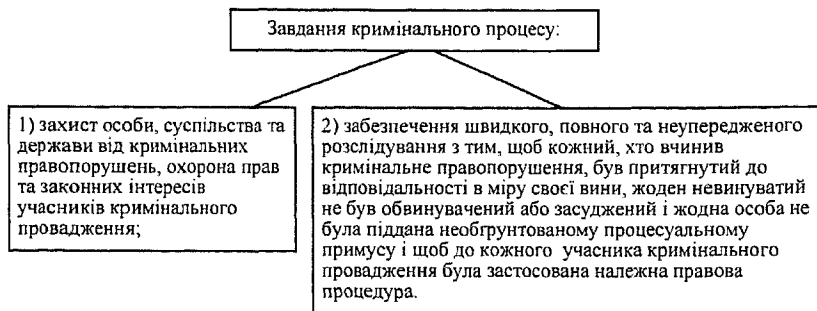 Завдання кримінального процесу:
1) захист особи, суспільства та
держави від кримінальних
правопорушень, охорона прав
та законних інтересів
учасників кримінального
провадження;
2) забезпечення швидкого, повного та неупередженого
розслідування з тим, щоб кожний, хто вчинив
кримінальне правопорушення, був притягнутий до
відповідальності в міру своєї вини, жоден невинуватий
не був обвинувачений або засуджений і жодна особа не
була піддана необґрунтованому процесуальному
примусу і щоб до кожного учасника кримінального
провадження була застосована належна правова
процедура.